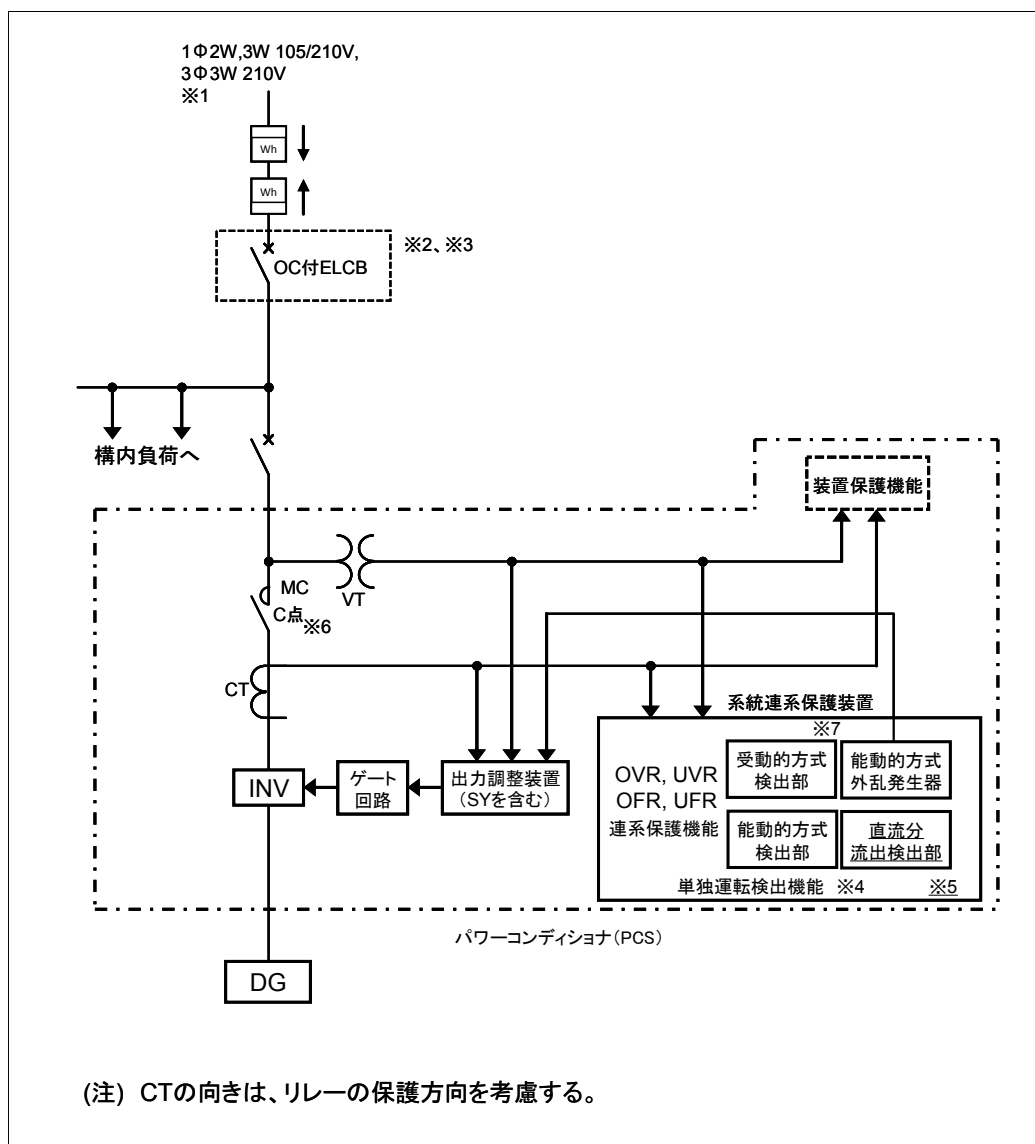 1Φ2W,3W 105/210V,
3Φ3W 210V
※1
Wh
Wh
※2、※3
OC付ELCB
構内負荷へ
装置保護機能
MC
VT
C点※6
CT
系統連系保護装置
※7
OVR, UVR
OFR, UFR
連系保護機能
受動的方式
検出部
能動的方式
外乱発生器
能動的方式
検出部
直流分
流出検出部
単独運転検出機能 ※4 ※5
INV
ゲート
回路
出力調整装置
(SYを含む)
パワーコンディショナ(PCS)
DG
(注) CTの向きは、リレーの保護方向を考慮する。